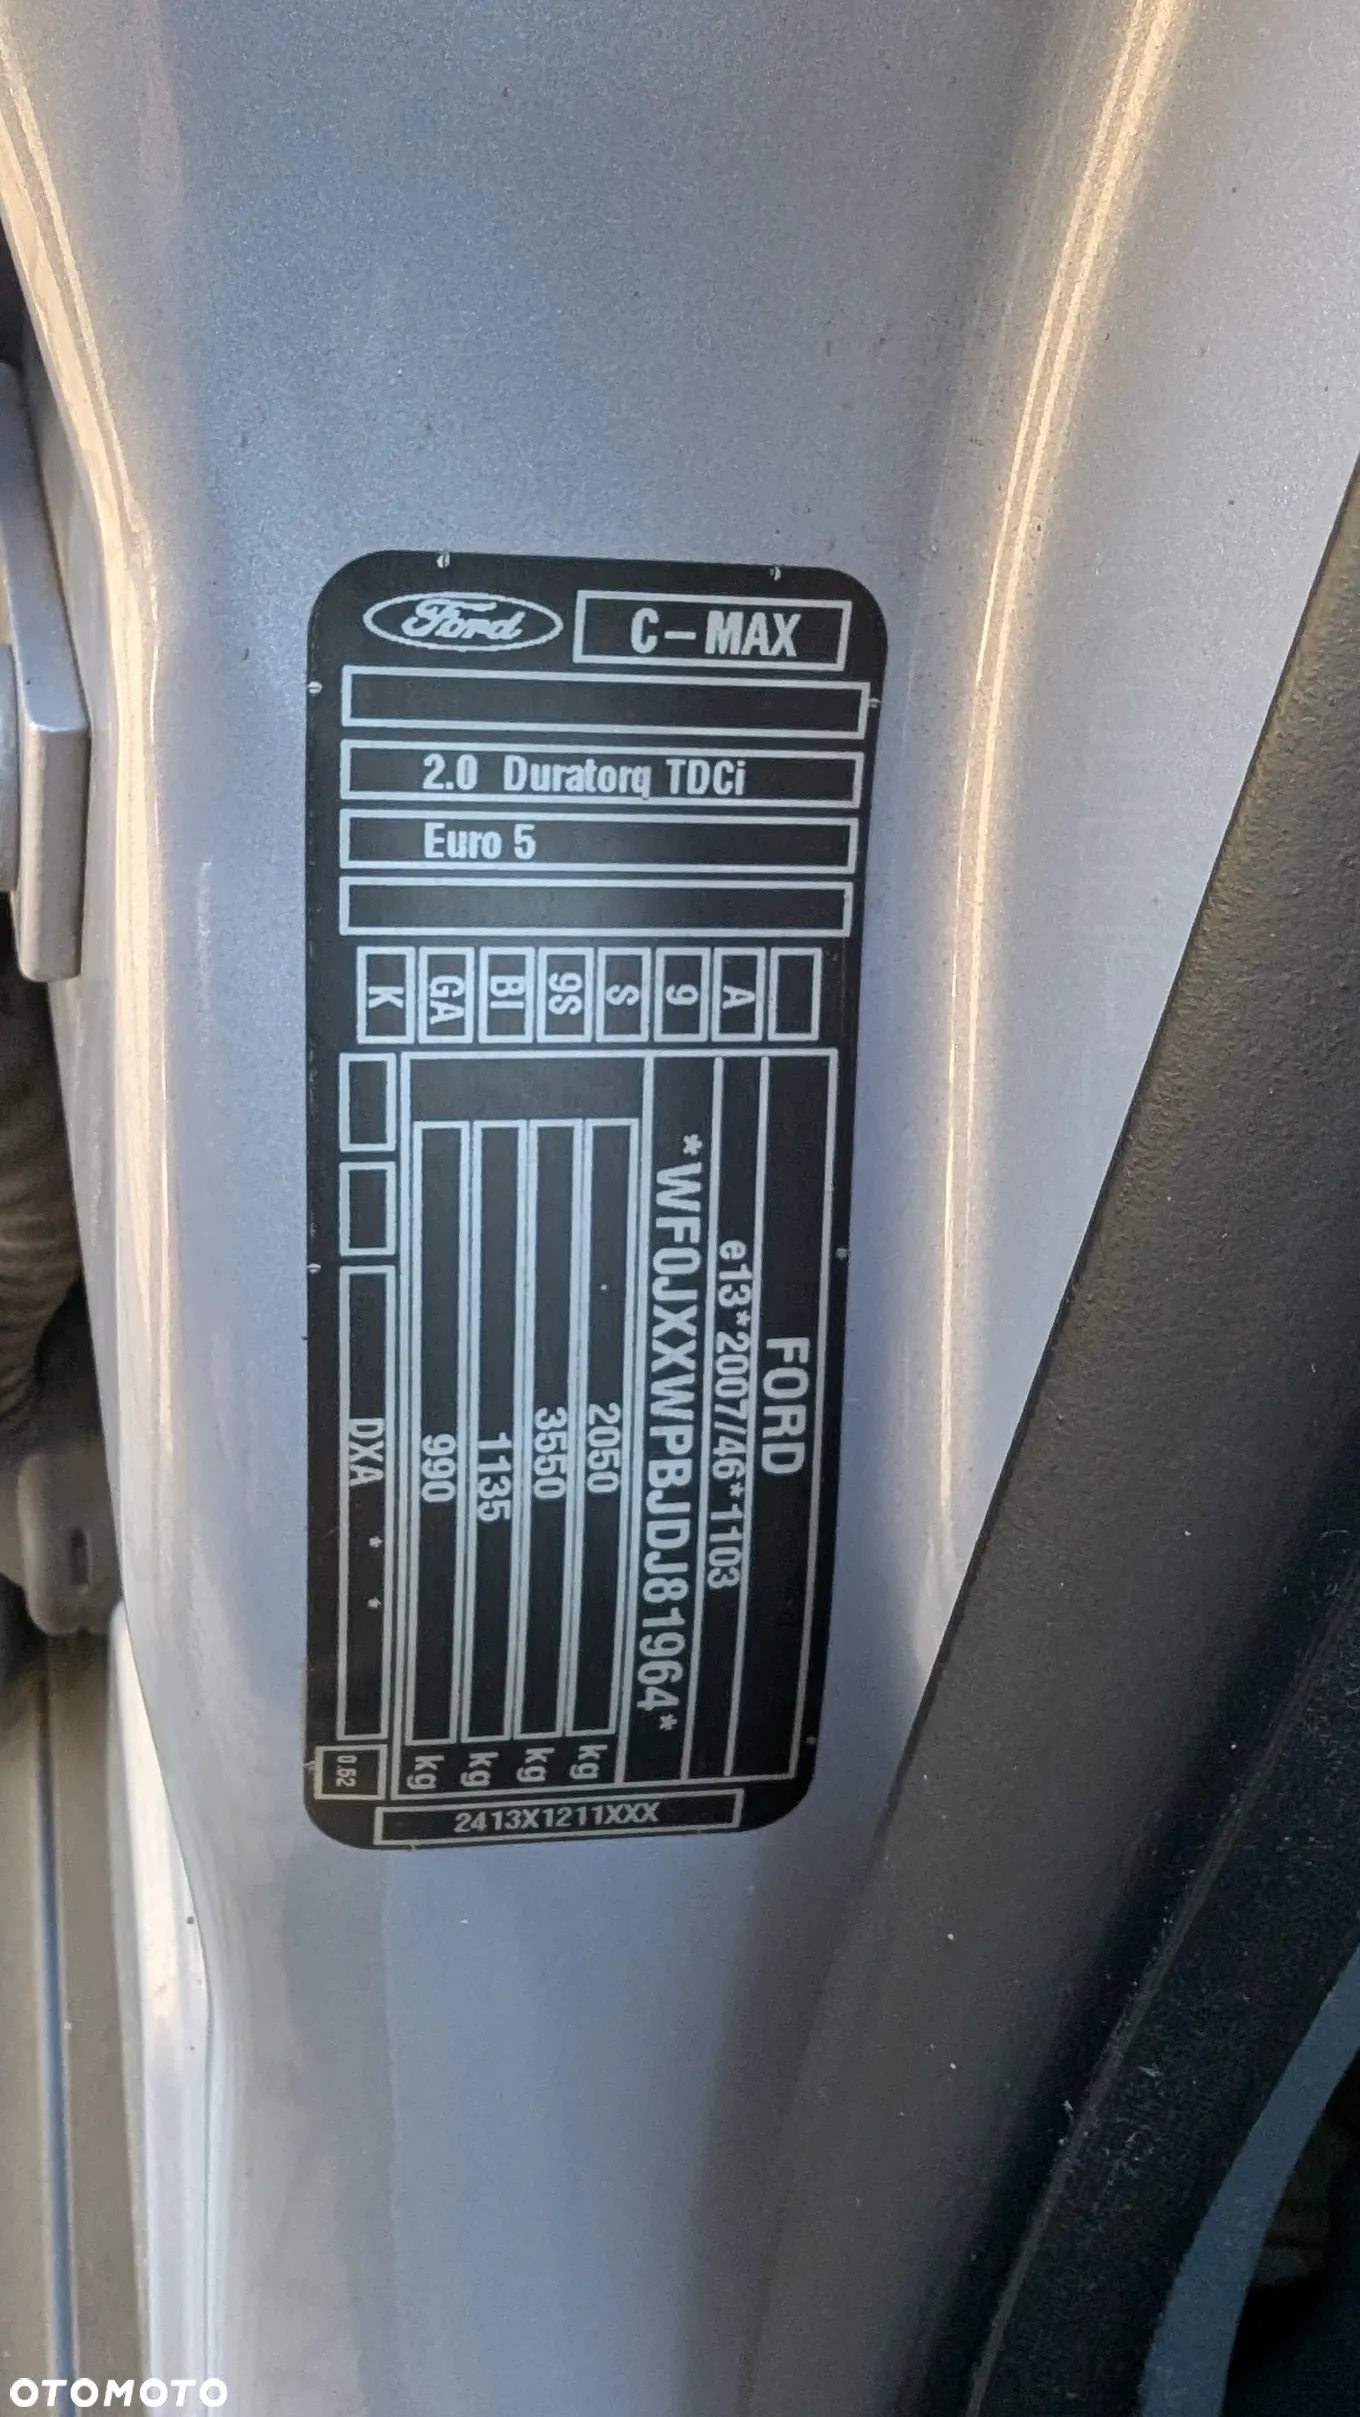 Ford
C-MAX
2.0 Duratorq TDCi
Euro 5
K
GA
BI
9S
S
9
A
FORD
e13*2007/46*1103
*WF0JXXWPBJDJ81964*
2050 kg
3550 kg
1135 kg
990 kg
DXA * *
0.52
2413X1211XXX
OTOMOTO